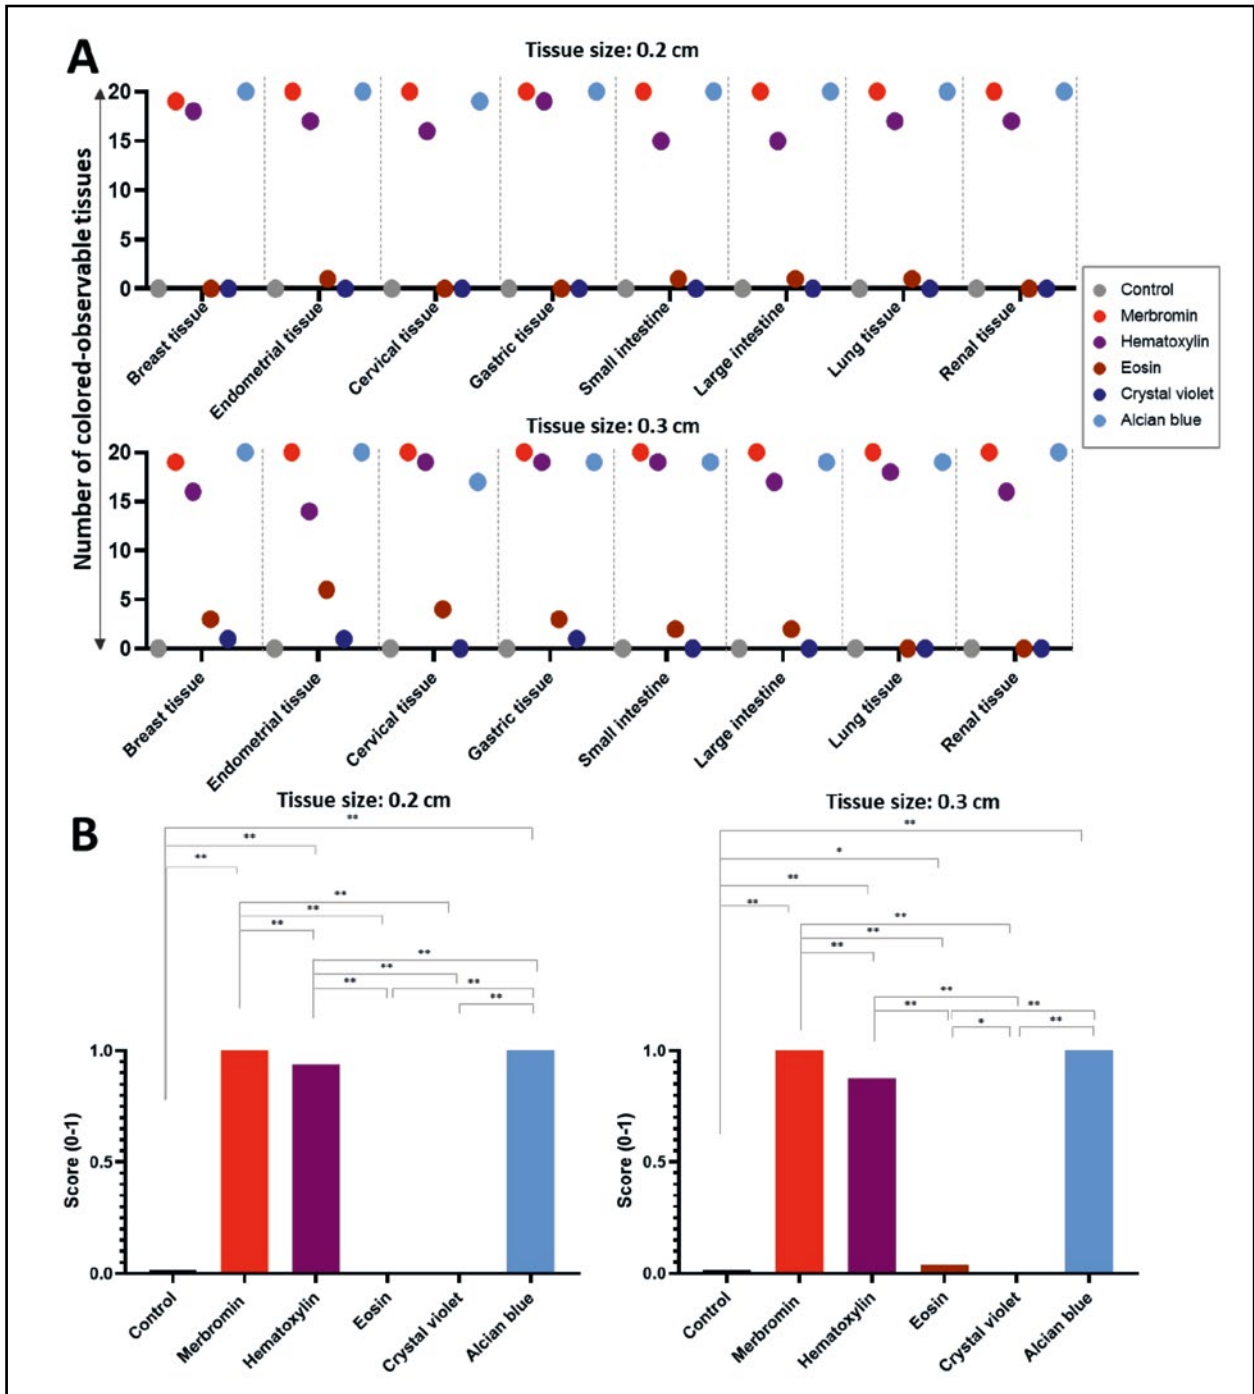 A
Tissue size: 0.2 cm
Number of colored-observable tissues
20
15
10
5
0
Breast tissue
Endometrial tissue
Cervical tissue
Gastric tissue
Small intestine
Large intestine
Lung tissue
Renal tissue
Control
Merbromin
Hematoxylin
Eosin
Crystal violet
Alcian blue
Tissue size: 0.3 cm
20
15
10
5
0
Breast tissue
Endometrial tissue
Cervical tissue
Gastric tissue
Small intestine
Large intestine
Lung tissue
Renal tissue
B
Tissue size: 0.2 cm
**
**
**
**
**
**
**
**
**
**
**
Score (0-1)
1.0
0.5
0.0
Control
Merbromin
Hematoxylin
Eosin
Crystal violet
Alcian blue
Tissue size: 0.3 cm
**
*
**
**
**
**
**
**
**
**
*
**
Score (0-1)
1.0
0.5
0.0
Control
Merbromin
Hematoxylin
Eosin
Crystal violet
Alcian blue